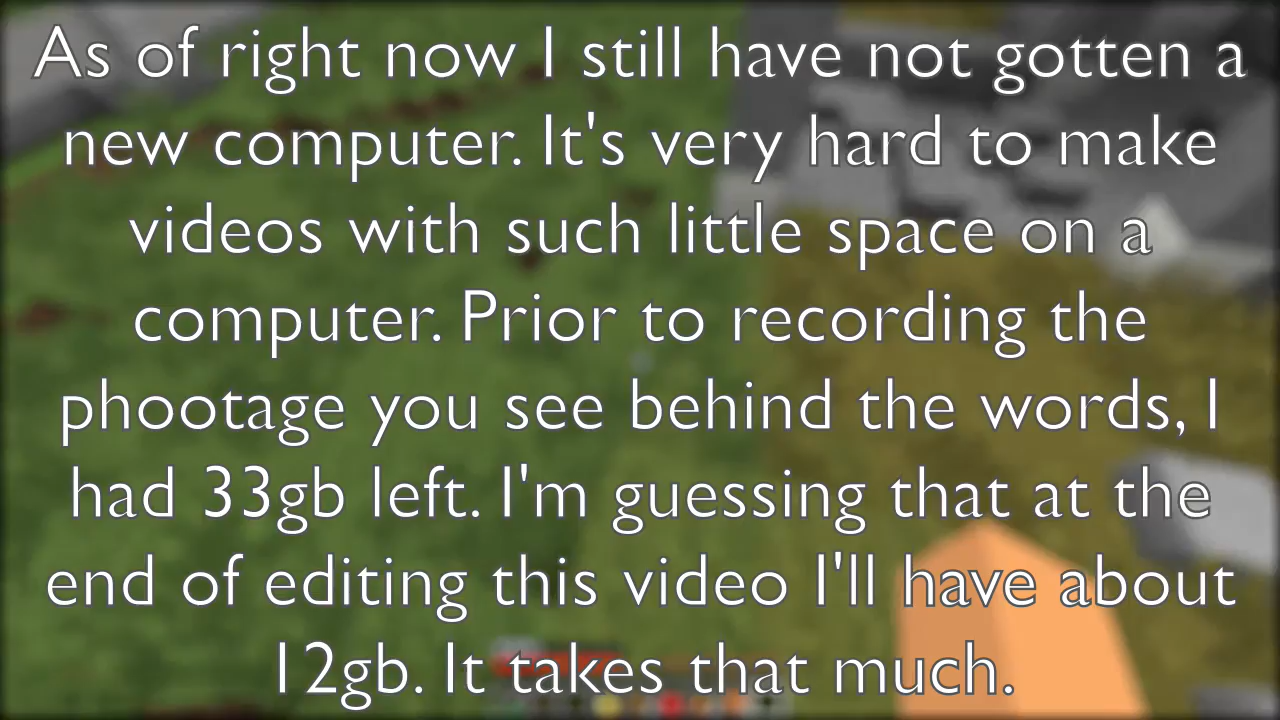 As of right now I still have not gotten a
new computer. It's very hard to make
videos with such little space on a
computer. Prior to recording the
phootage you see behind the words, I
had 33gb left. I'm guessing that at the
end of editing this video I'll have about
12gb. It takes that much.